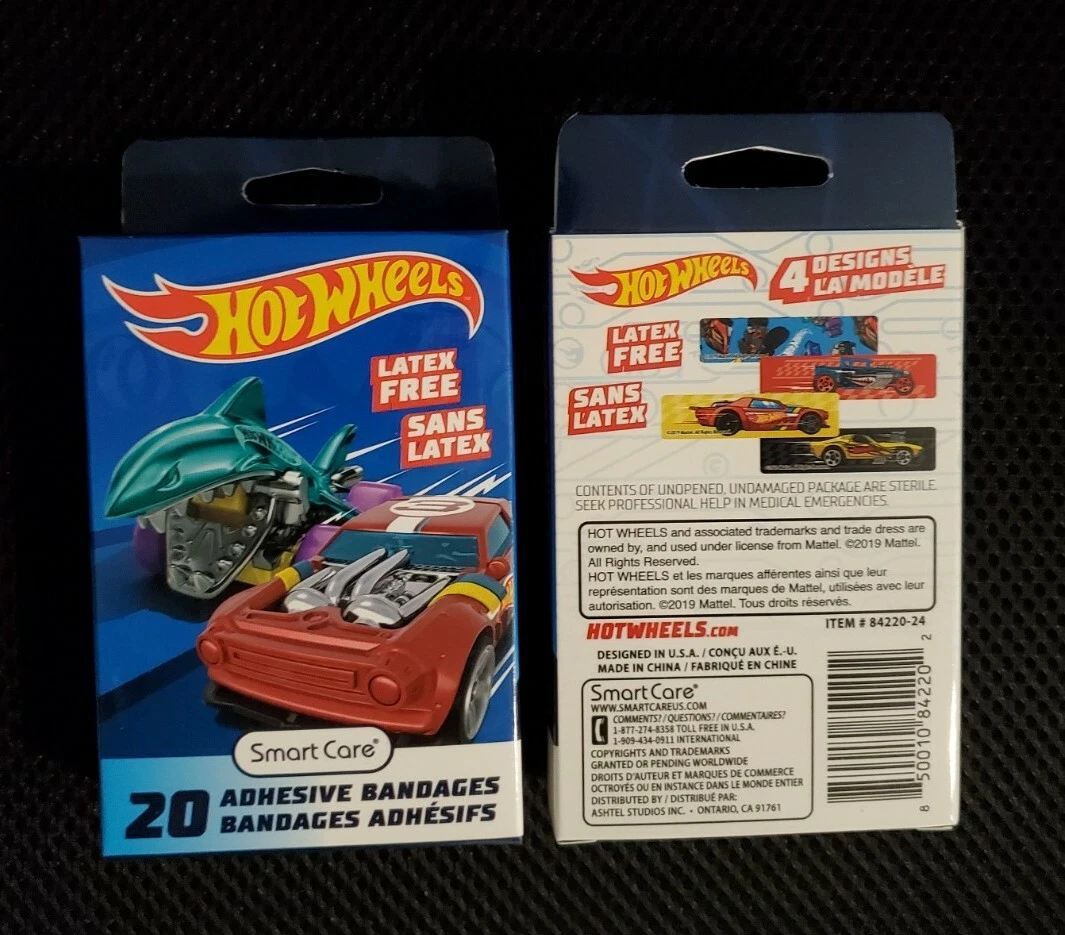 HOT WHEELS
LATEX
FREE
SANS
LATEX
Smart Care®
20 ADHESIVE BANDAGES
BANDAGES ADHÉSIFS
HOT WHEELS
4 DESIGNS
LA MODÈLE
LATEX
FREE
SANS
LATEX
CONTENTS OF UNOPENED, UNDAMAGED PACKAGE ARE STERILE.
SEEK PROFESSIONAL HELP IN MEDICAL EMERGENCIES.
HOT WHEELS and associated trademarks and trade dress are
owned by, and used under license from Mattel. ©2019 Mattel.
All Rights Reserved.
HOT WHEELS et les marques afférentes ainsi que leur
représentation sont des marques de Mattel, utilisées avec leur
autorisation. ©2019 Mattel. Tous droits réservés.
HOTWHEELS.COM
ITEM # 84220-24
DESIGNED IN U.S.A. / CONÇU AUX É.-U.
MADE IN CHINA / FABRIQUÉ EN CHINE
Smart Care®
WWW.SMARTCAREUS.COM
COMMENTS? / QUESTIONS? / COMMENTAIRES?
1-877-274-8358 TOLL FREE IN U.S.A.
1-909-434-0911 INTERNATIONAL
COPYRIGHTS AND TRADEMARKS
GRANTED OR PENDING WORLDWIDE
DROITS D'AUTEUR ET MARQUES DE COMMERCE
OCTROYÉS OU EN INSTANCE DANS LE MONDE ENTIER
DISTRIBUTED BY / DISTRIBUÉ PAR:
ASHTEL STUDIOS INC. • ONTARIO, CA 91761
8 50010 84220 2